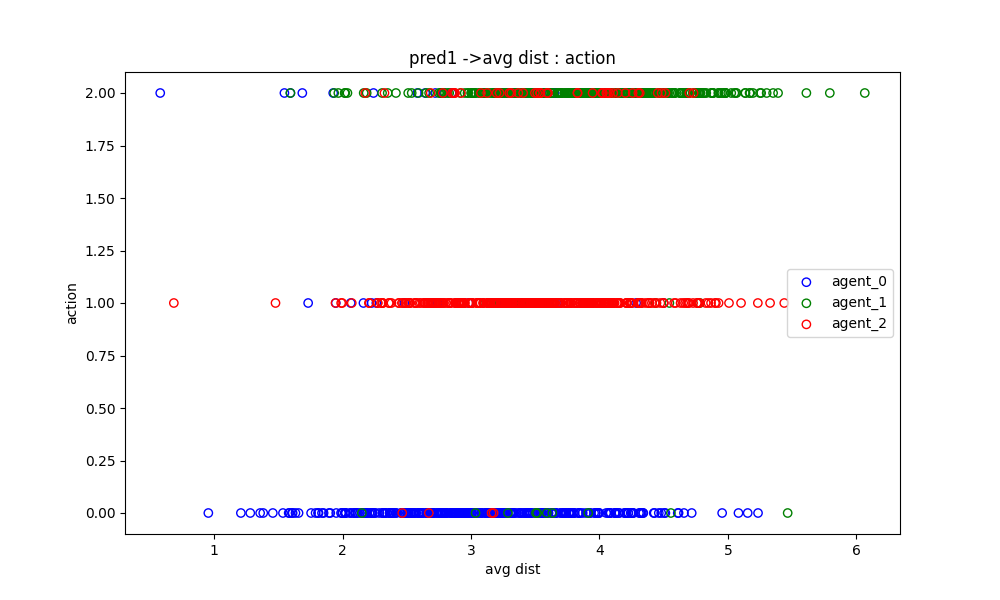 pred1 ->avg dist : action
2.00
1.75
1.50
1.25
1.00
0.75
0.50
0.25
0.00
action
agent_0
agent_1
agent_2
1 2 3 4 5 6
avg dist